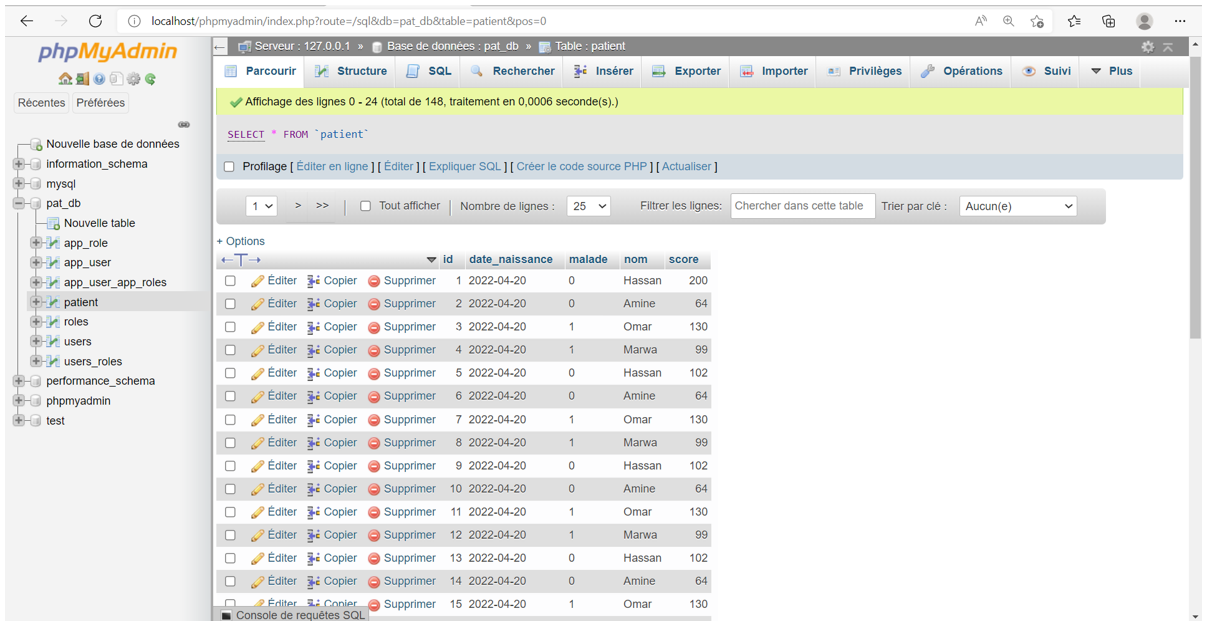 localhost/phpmyadmin/index.php?route=/sql&db=pat_db&table=patient&pos=0
phpMyAdmin
Récentes Préférées
Nouvelle base de données
information_schema
mysql
pat_db
Nouvelle table
app_role
app_user
app_user_app_roles
patient
roles
users
users_roles
performance_schema
phpmyadmin
test
Serveur : 127.0.0.1 » Base de données : pat_db » Table : patient
Parcourir Structure SQL Rechercher Insérer Exporter Importer Privilèges Opérations Suivi Plus
Affichage des lignes 0 - 24 (total de 148, traitement en 0,0006 seconde(s).)
SELECT * FROM `patient`
Profilage [ Éditer en ligne ] [ Éditer ] [ Expliquer SQL ] [ Créer le code source PHP ] [ Actualiser ]
1 > >> Tout afficher Nombre de lignes : 25 Filtrer les lignes: Chercher dans cette table Trier par clé : Aucun(e)
+ Options
←T→ id date_naissance malade nom score
Éditer Copier Supprimer 1 2022-04-20 0 Hassan 200
Éditer Copier Supprimer 2 2022-04-20 0 Amine 64
Éditer Copier Supprimer 3 2022-04-20 1 Omar 130
Éditer Copier Supprimer 4 2022-04-20 1 Marwa 99
Éditer Copier Supprimer 5 2022-04-20 0 Hassan 102
Éditer Copier Supprimer 6 2022-04-20 0 Amine 64
Éditer Copier Supprimer 7 2022-04-20 1 Omar 130
Éditer Copier Supprimer 8 2022-04-20 1 Marwa 99
Éditer Copier Supprimer 9 2022-04-20 0 Hassan 102
Éditer Copier Supprimer 10 2022-04-20 0 Amine 64
Éditer Copier Supprimer 11 2022-04-20 1 Omar 130
Éditer Copier Supprimer 12 2022-04-20 1 Marwa 99
Éditer Copier Supprimer 13 2022-04-20 0 Hassan 102
Éditer Copier Supprimer 14 2022-04-20 0 Amine 64
Éditer Copier Supprimer 15 2022-04-20 1 Omar 130
Console de requêtes SQL